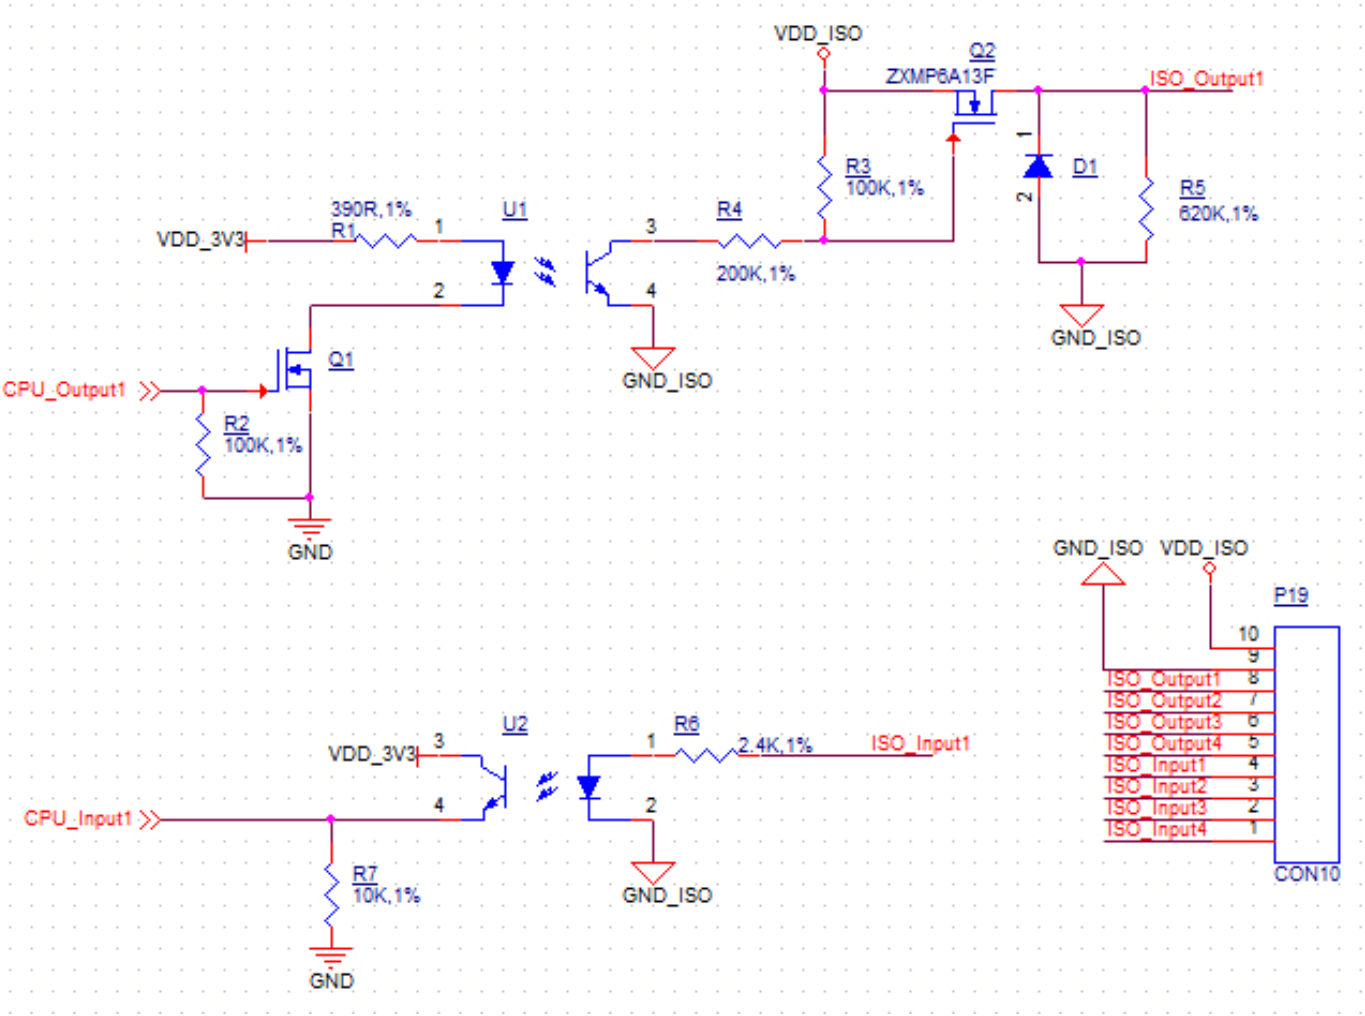 VDD_ISO
Q2
ZXMP6A13F
ISO_Output1
1
D1
2
R3
100K,1%
R5
620K,1%
390R,1%
R1
VDD_3V3
1
U1
3
R4
200K,1%
2
4
GND_ISO
GND_ISO
Q1
CPU_Output1
R2
100K,1%
GND
GND_ISO
VDD_ISO
P19
10
9
ISO_Output1 8
ISO_Output2 7
ISO_Output3 6
ISO_Output4 5
ISO_Input1 4
ISO_Input2 3
ISO_Input3 2
ISO_Input4 1
CON10
VDD_3V3
3
U2
1
R6
2.4K,1%
ISO_Input1
CPU_Input1
4
2
GND_ISO
R7
10K,1%
GND